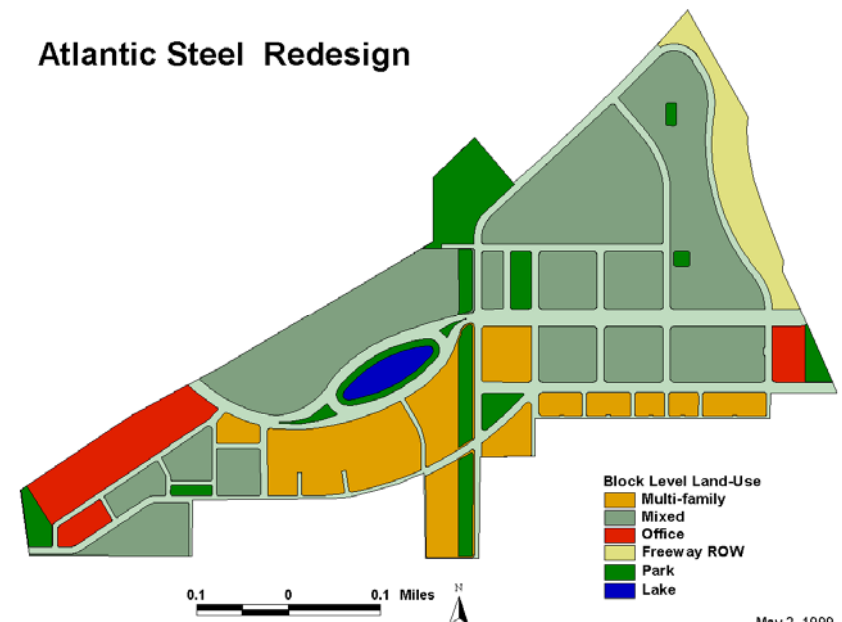 Atlantic Steel Redesign
Block Level Land-Use
Multi-family
Mixed
Office
Freeway ROW
Park
Lake
0.1 0 0.1 Miles
N